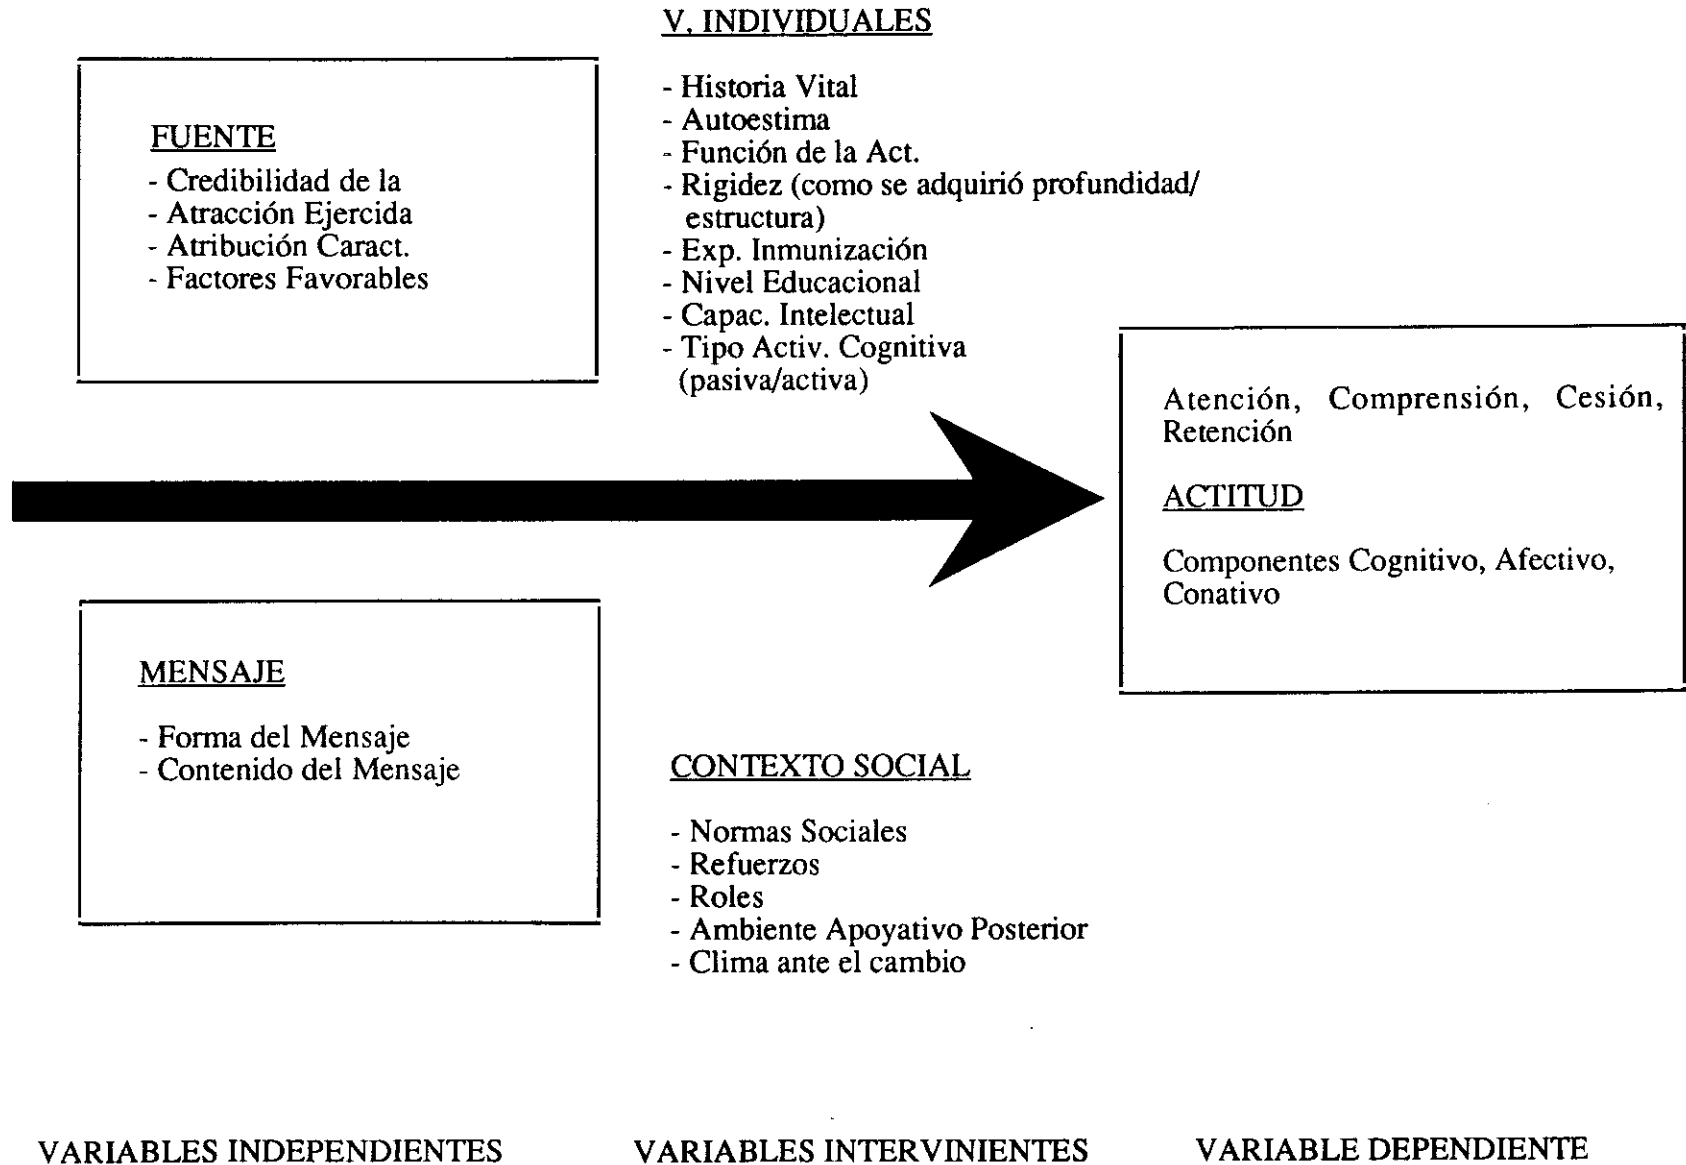 V. INDIVIDUALES
- Historia Vital
- Autoestima
- Función de la Act.
- Rigidez (como se adquirió profundidad/
estructura)
- Exp. Inmunización
- Nivel Educacional
- Capac. Intelectual
- Tipo Activ. Cognitiva
(pasiva/activa)
FUENTE
- Credibilidad de la
- Atracción Ejercida
- Atribución Caract.
- Factores Favorables
Atención, Comprensión, Cesión,
Retención
ACTITUD
Componentes Cognitivo, Afectivo,
Conativo
MENSAJE
- Forma del Mensaje
- Contenido del Mensaje
CONTEXTO SOCIAL
- Normas Sociales
- Refuerzos
- Roles
- Ambiente Apoyativo Posterior
- Clima ante el cambio
VARIABLES INDEPENDIENTES
VARIABLES INTERVINIENTES
VARIABLE DEPENDIENTE